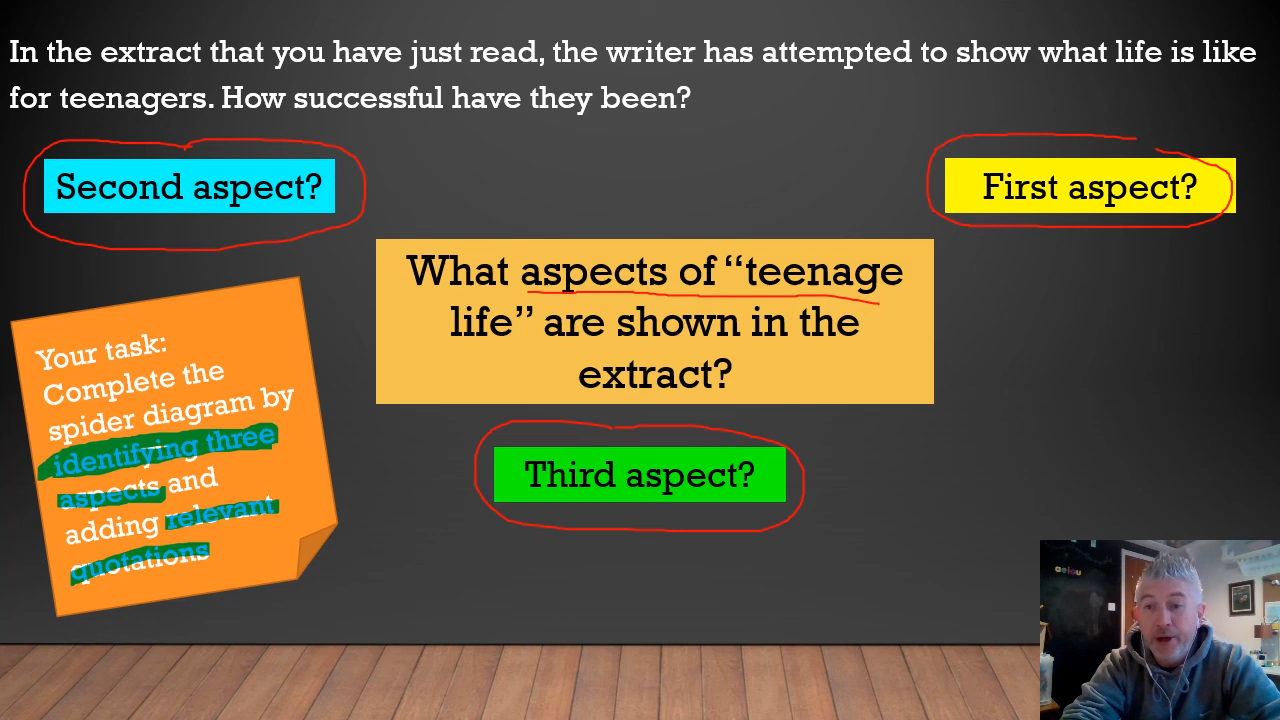 In the extract that you have just read, the writer has attempted to show what life is like
for teenagers. How successful have they been?
Second aspect?
First aspect?
What aspects of “teenage
life” are shown in the
extract?
Your task:
Complete the
spider diagram by
identifying three
aspects and
adding relevant
quotations
Third aspect?
aeiou